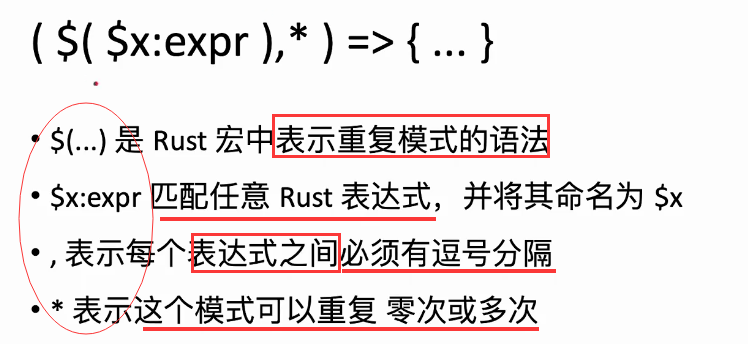 ( $( $x:expr ),* ) => { ... }
• $(...) 是 Rust 宏中表示重复模式的语法
• $x:expr 匹配任意 Rust 表达式，并将其命名为 $x
• , 表示每个表达式之间必须有逗号分隔
• * 表示这个模式可以重复 零次或多次